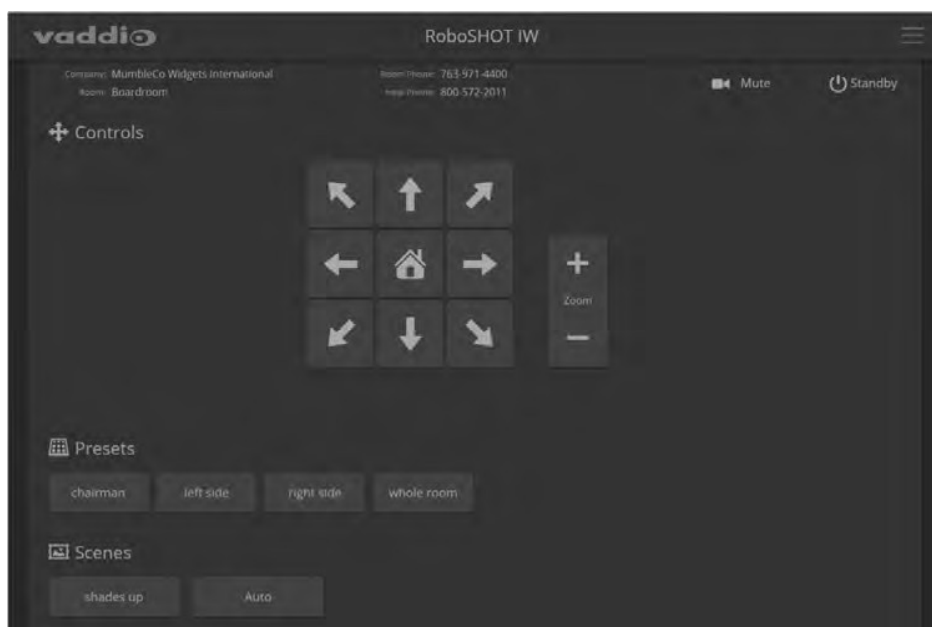 vaddio
RoboSHOT IW
Company: MumbleCo Widgets International
Room: Boardroom
Room Phone: 763-971-4400
Help Phone: 800-572-2011
Mute
Standby
Controls
Zoom
Presets
chairman left side right side whole room
Scenes
shades up Auto